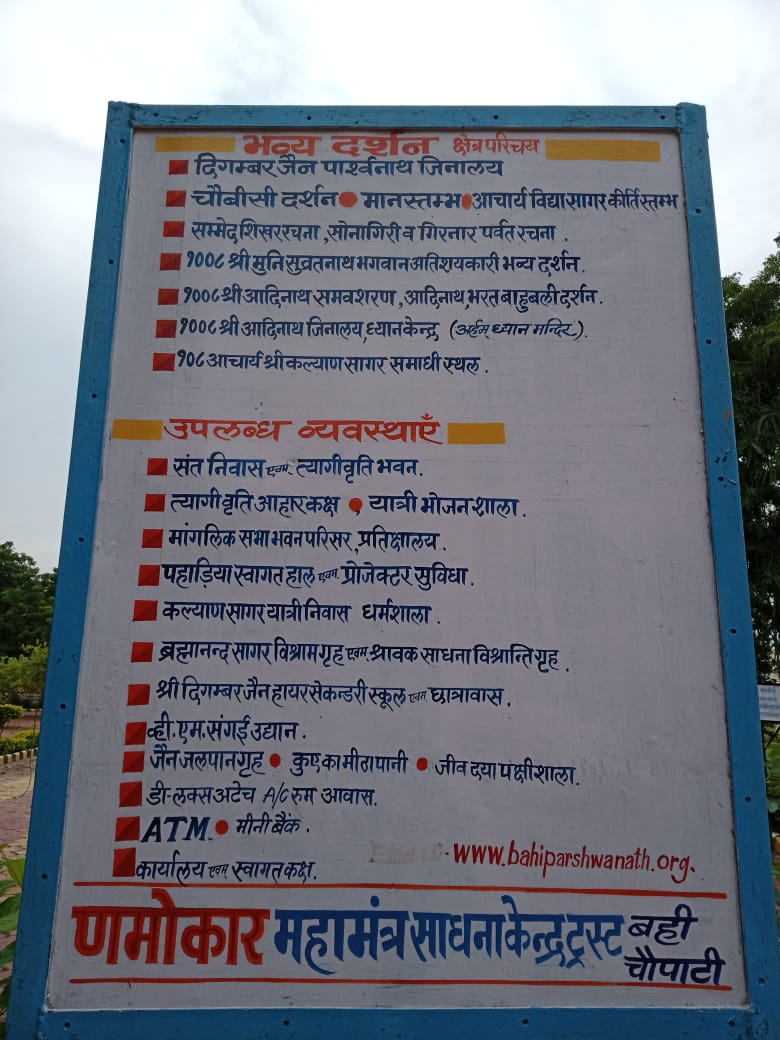 भव्य दर्शन क्षेत्र परिचय
दिगम्बर जैन पार्श्वनाथ जिनालय
चौबीसी दर्शन ● मानस्तम्भ ● आचार्य विद्यासागर कीर्तिस्तम्भ
सम्मेद शिखर रचना, सोनागिरी व गिरनार पर्वत रचना.
१००८ श्री मुनि सुव्रतनाथ भगवान अतिशयकारी भव्य दर्शन.
१००८ श्री आदिनाथ समवशरण, आदिनाथ, भरत बाहुबली दर्शन.
१००८ श्री आदिनाथ जिनालय, ध्यान केन्द्र (अर्हम् ध्यान मन्दिर).
१०८ आचार्य श्री कल्याण सागर समाधी स्थल.
उपलब्ध व्यवस्थाएँ
संत निवास एवम् त्यागीवृति भवन.
त्यागी वृति आहार कक्ष ● यात्री भोजन शाला.
मांगलिक सभा भवन परिसर, प्रतिक्षालय.
पहाड़िया स्वागत हाल एवम् प्रोजेक्टर सुविधा.
कल्याण सागर यात्री निवास धर्मशाला.
ब्रह्मानन्द सागर विश्राम गृह एवम् श्रावक साधना विश्रान्ति गृह.
श्री दिगम्बर जैन हायर सेकन्डरी स्कूल एवम् छात्रावास.
व्ही. एम. संगई उद्यान.
जैन जलपान गृह ● कुए का मीठा पानी ● जीव दया पक्षीशाला.
डी-लक्स अटेच A/C रुम आवास.
ATM ● मीनी बैंक.
कार्यालय एवम् स्वागत कक्ष.
www.bahiparshwanath.org.
णमोकार महामंत्र साधना केन्द्र ट्रस्ट बही चौपाटी